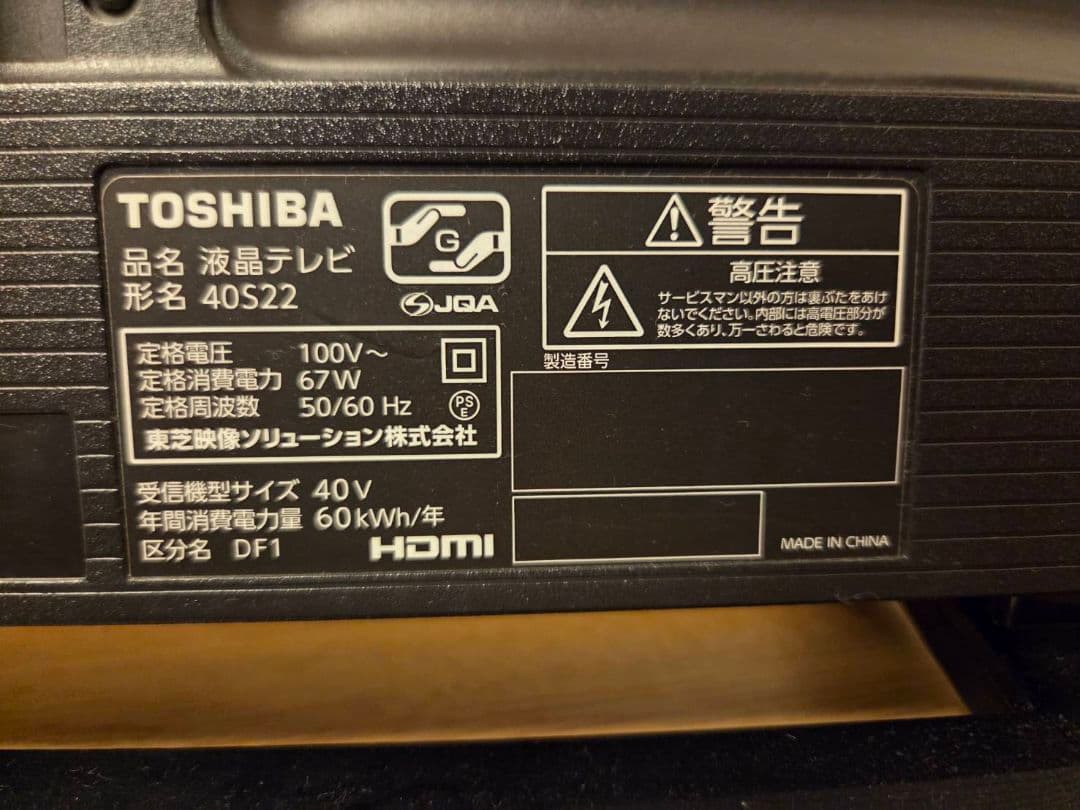 TOSHIBA
品名 液晶テレビ
形名 40S22
G
JQA
定格電圧 100V～
定格消費電力 67W
定格周波数 50/60 Hz
PS
E
東芝映像ソリューション株式会社
受信機型サイズ 40V
年間消費電力量 60kWh/年
区分名 DF1
HDMI
警告
高圧注意
サービスマン以外の方は裏ぶたをあけ
ないでください。内部には高電圧部分が
数多くあり、万一さわると危険です。
製造番号
MADE IN CHINA